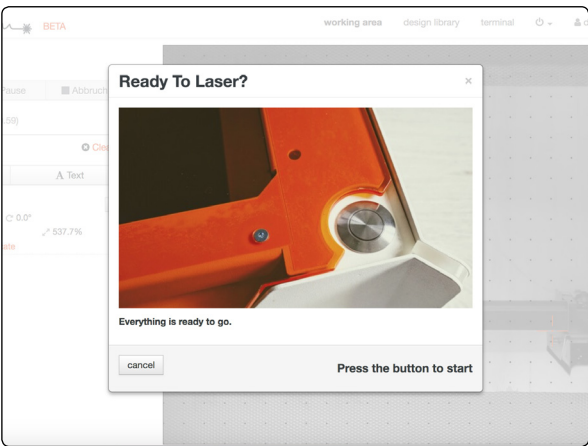 BETA
working area design library terminal
Ready To Laser?
×
Pause Abbruch
.59)
Clea
A Text
0.0°
537.7%
ate
Everything is ready to go.
cancel
Press the button to start